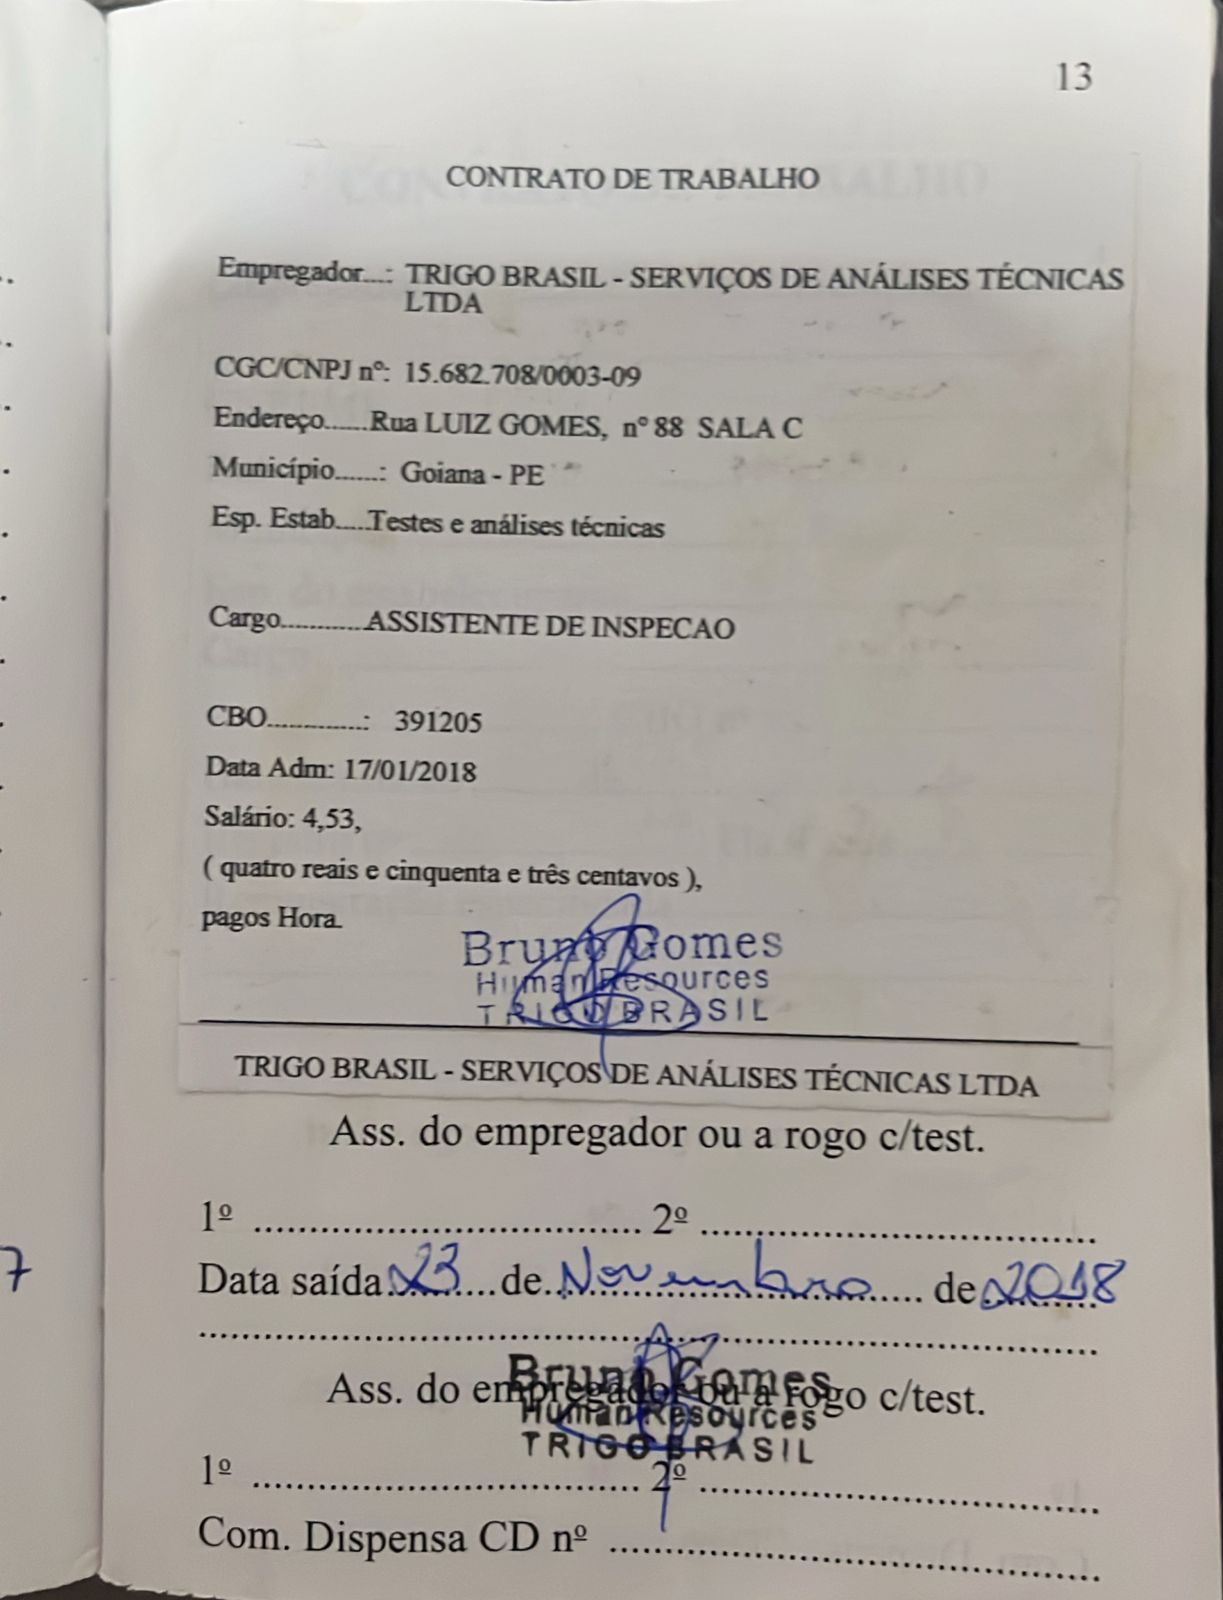 13
CONTRATO DE TRABALHO
Empregador...: TRIGO BRASIL - SERVIÇOS DE ANÁLISES TÉCNICAS
LTDA
CGC/CNPJ nº: 15.682.708/0003-09
Endereço......Rua LUIZ GOMES, nº 88 SALA C
Município......: Goiana - PE
Esp. Estab.....Testes e análises técnicas
Cargo............ASSISTENTE DE INSPECAO
CBO.............: 391205
Data Adm: 17/01/2018
Salário: 4,53,
( quatro reais e cinquenta e três centavos ),
pagos Hora.
Bruno Gomes
Human Resources
TRIGO BRASIL
TRIGO BRASIL - SERVIÇOS DE ANÁLISES TÉCNICAS LTDA
Ass. do empregador ou a rogo c/test.
1º .................................. 2º ...................................
7
Data saída 23 de Novembro de 2018
Bruno Gomes
Ass. do empregador ou a rogo c/test.
Human Resources
TRIGO BRASIL
1º .................................. 2º ...................................
Com. Dispensa CD nº ............................................